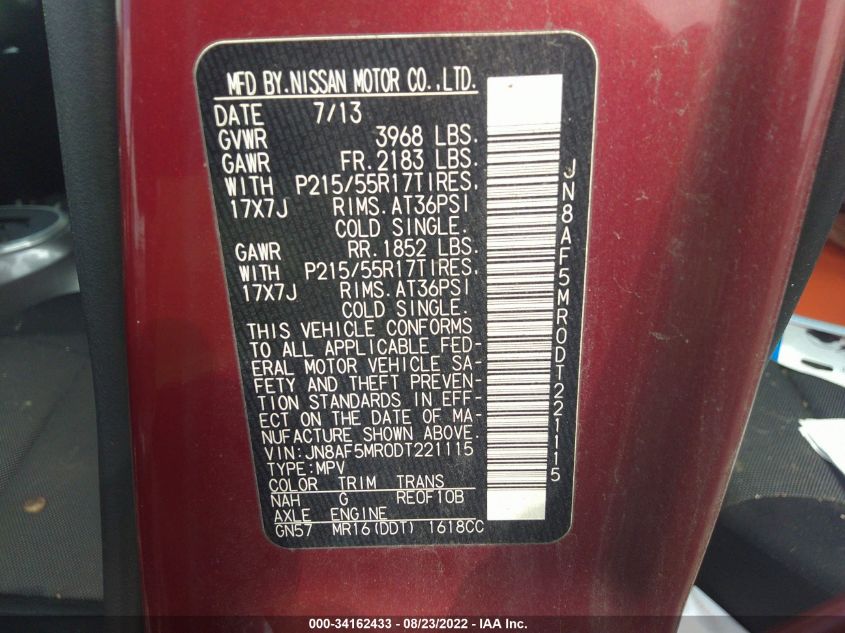 MFD BY.NISSAN MOTOR CO.,LTD.
DATE 7/13
GVWR 3968 LBS.
GAWR FR.2183 LBS.
WITH P215/55R17TIRES.
17X7J RIMS.AT36PSI
COLD SINGLE.
GAWR RR.1852 LBS.
WITH P215/55R17TIRES.
17X7J RIMS.AT36PSI
COLD SINGLE.
THIS VEHICLE CONFORMS
TO ALL APPLICABLE FED-
ERAL MOTOR VEHICLE SA-
FETY AND THEFT PREVEN-
TION STANDARDS IN EFF-
ECT ON THE DATE OF MA-
NUFACTURE SHOWN ABOVE.
VIN:JN8AF5MR0DT221115
TYPE:MPV
COLOR TRIM TRANS
NAH G RE0F10B
AXLE ENGINE
GN57 MR16(DDT) 1618CC
JN8AF5MR0DT221115
000-34162433 - 08/23/2022 - IAA Inc.